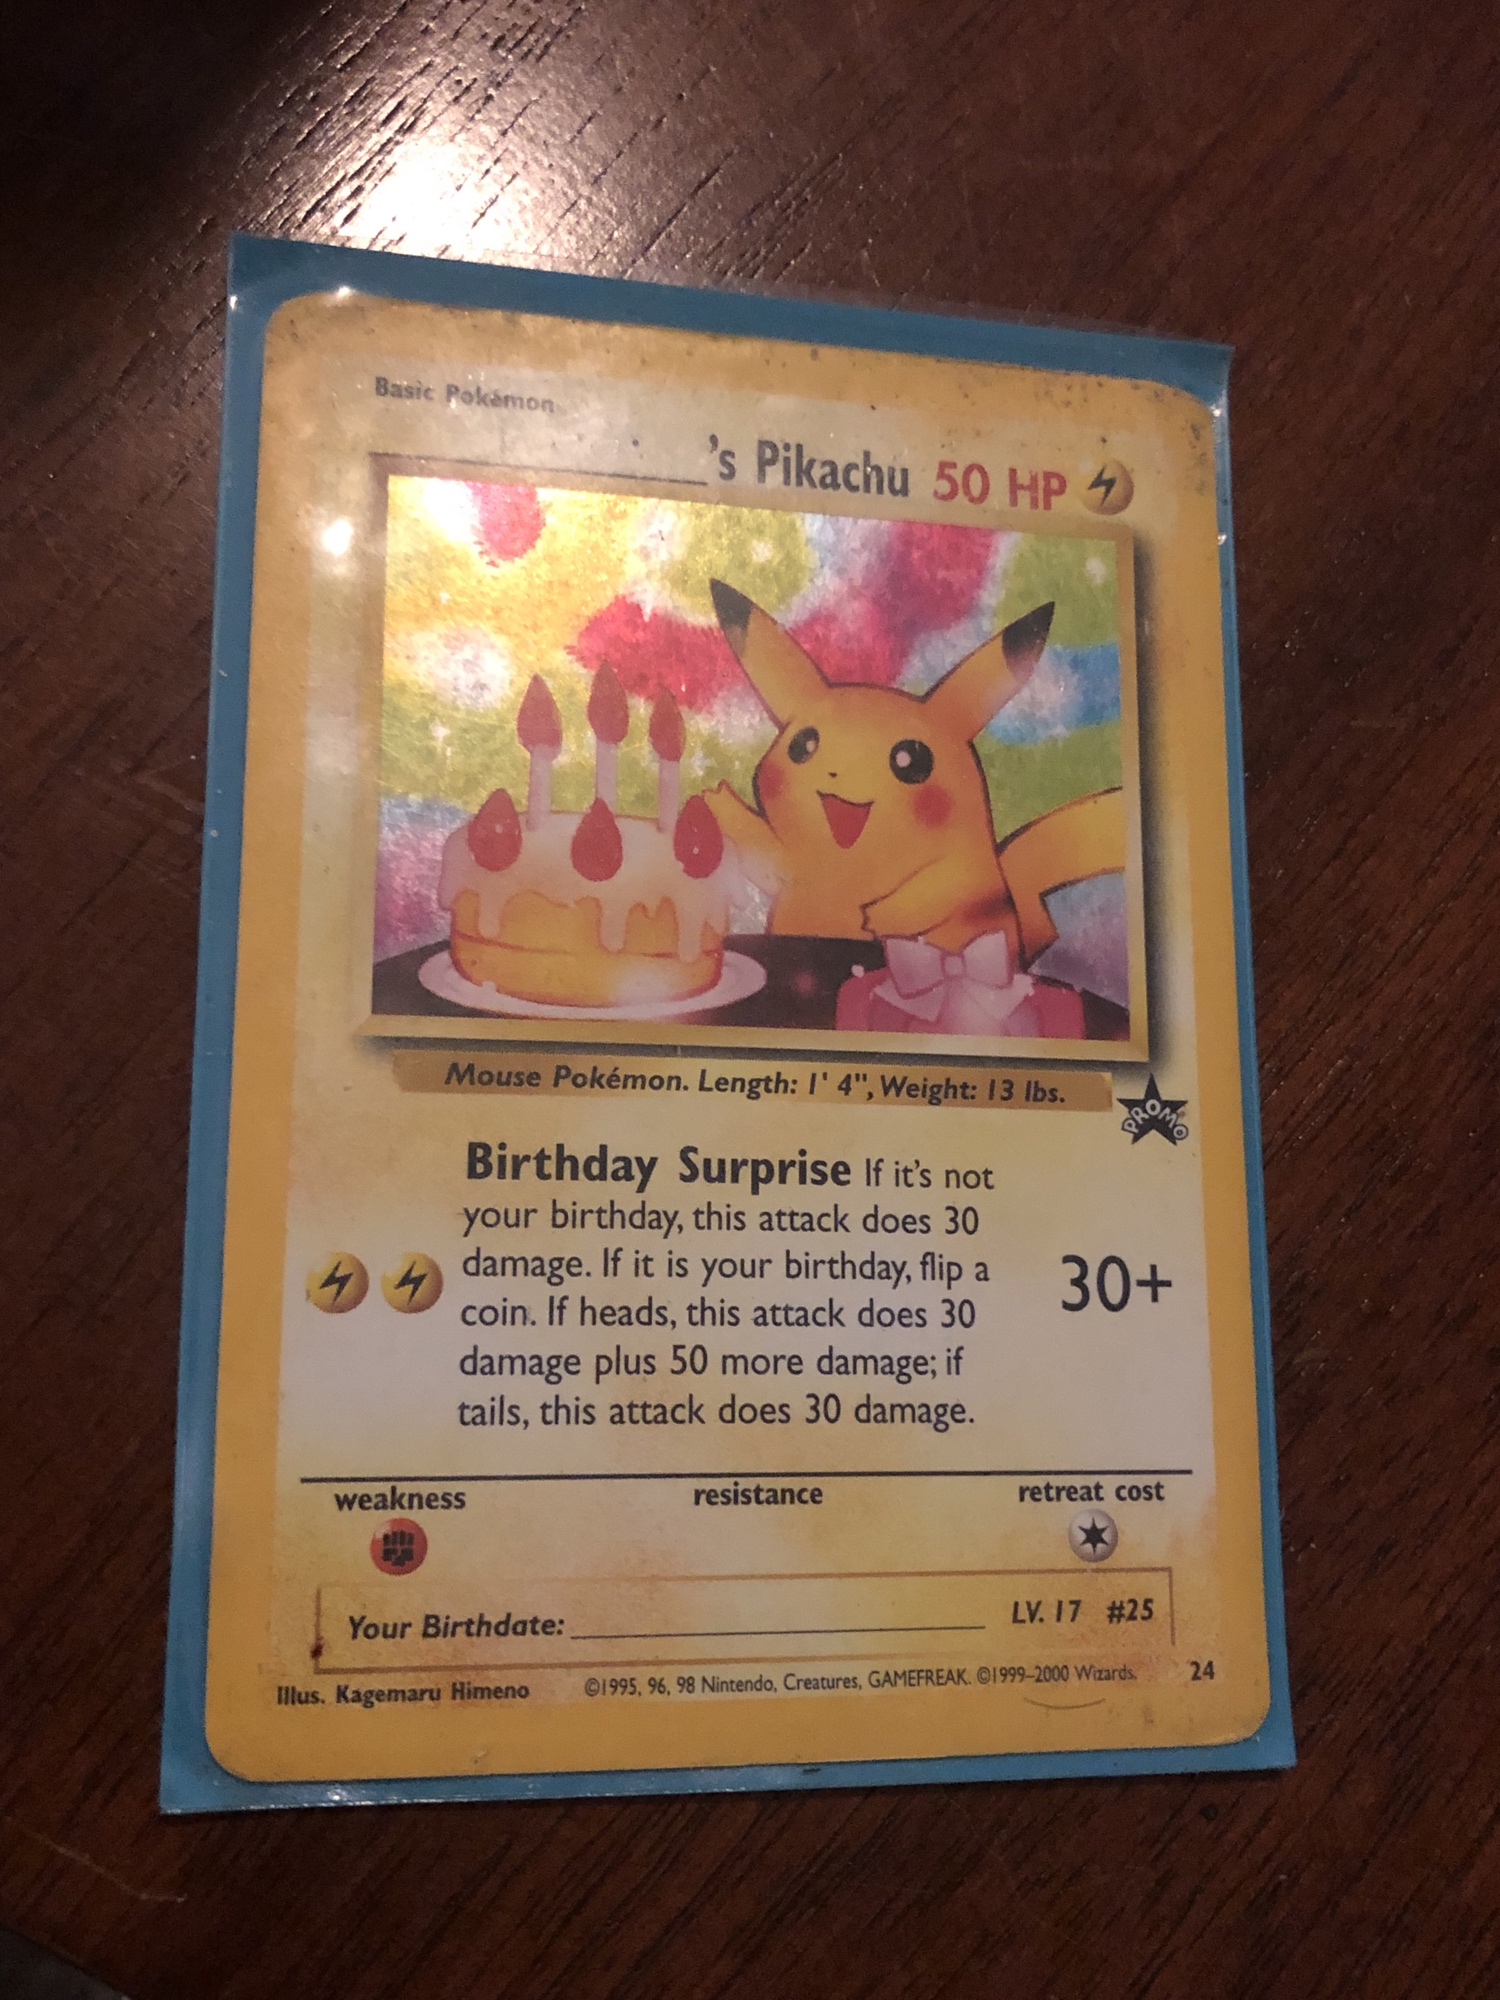 Basic Pokémon
________'s Pikachu 50 HP
Mouse Pokémon. Length: 1' 4", Weight: 13 lbs.
PROMO
Birthday Surprise If it's not
your birthday, this attack does 30
damage. If it is your birthday, flip a
coin. If heads, this attack does 30
damage plus 50 more damage; if
tails, this attack does 30 damage.
30+
weakness resistance retreat cost
Your Birthdate: ________ LV. 17 #25
Illus. Kagemaru Himeno ©1995, 96, 98 Nintendo, Creatures, GAMEFREAK. ©1999-2000 Wizards. 24